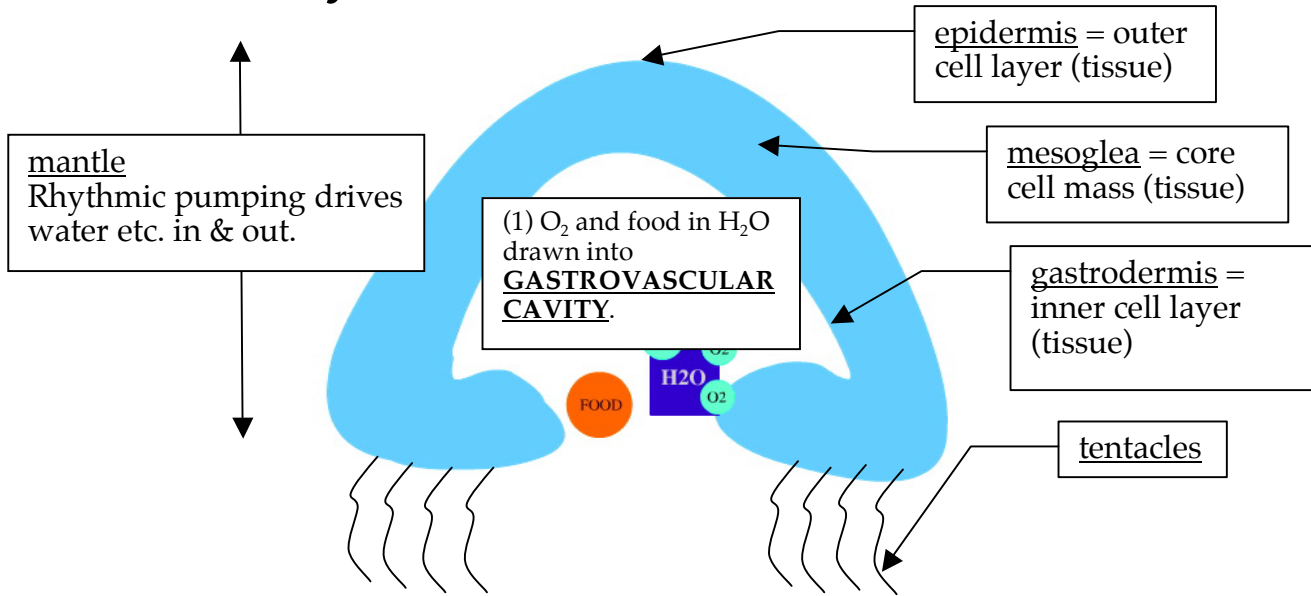 epidermis = outer
cell layer (tissue)
mantle
Rhythmic pumping drives
water etc. in & out.
mesoglea = core
cell mass (tissue)
(1) O₂ and food in H₂O
drawn into
GASTROVASCULAR
CAVITY.
gastrodermis =
inner cell layer
(tissue)
O2
H2O
O2
FOOD
tentacles